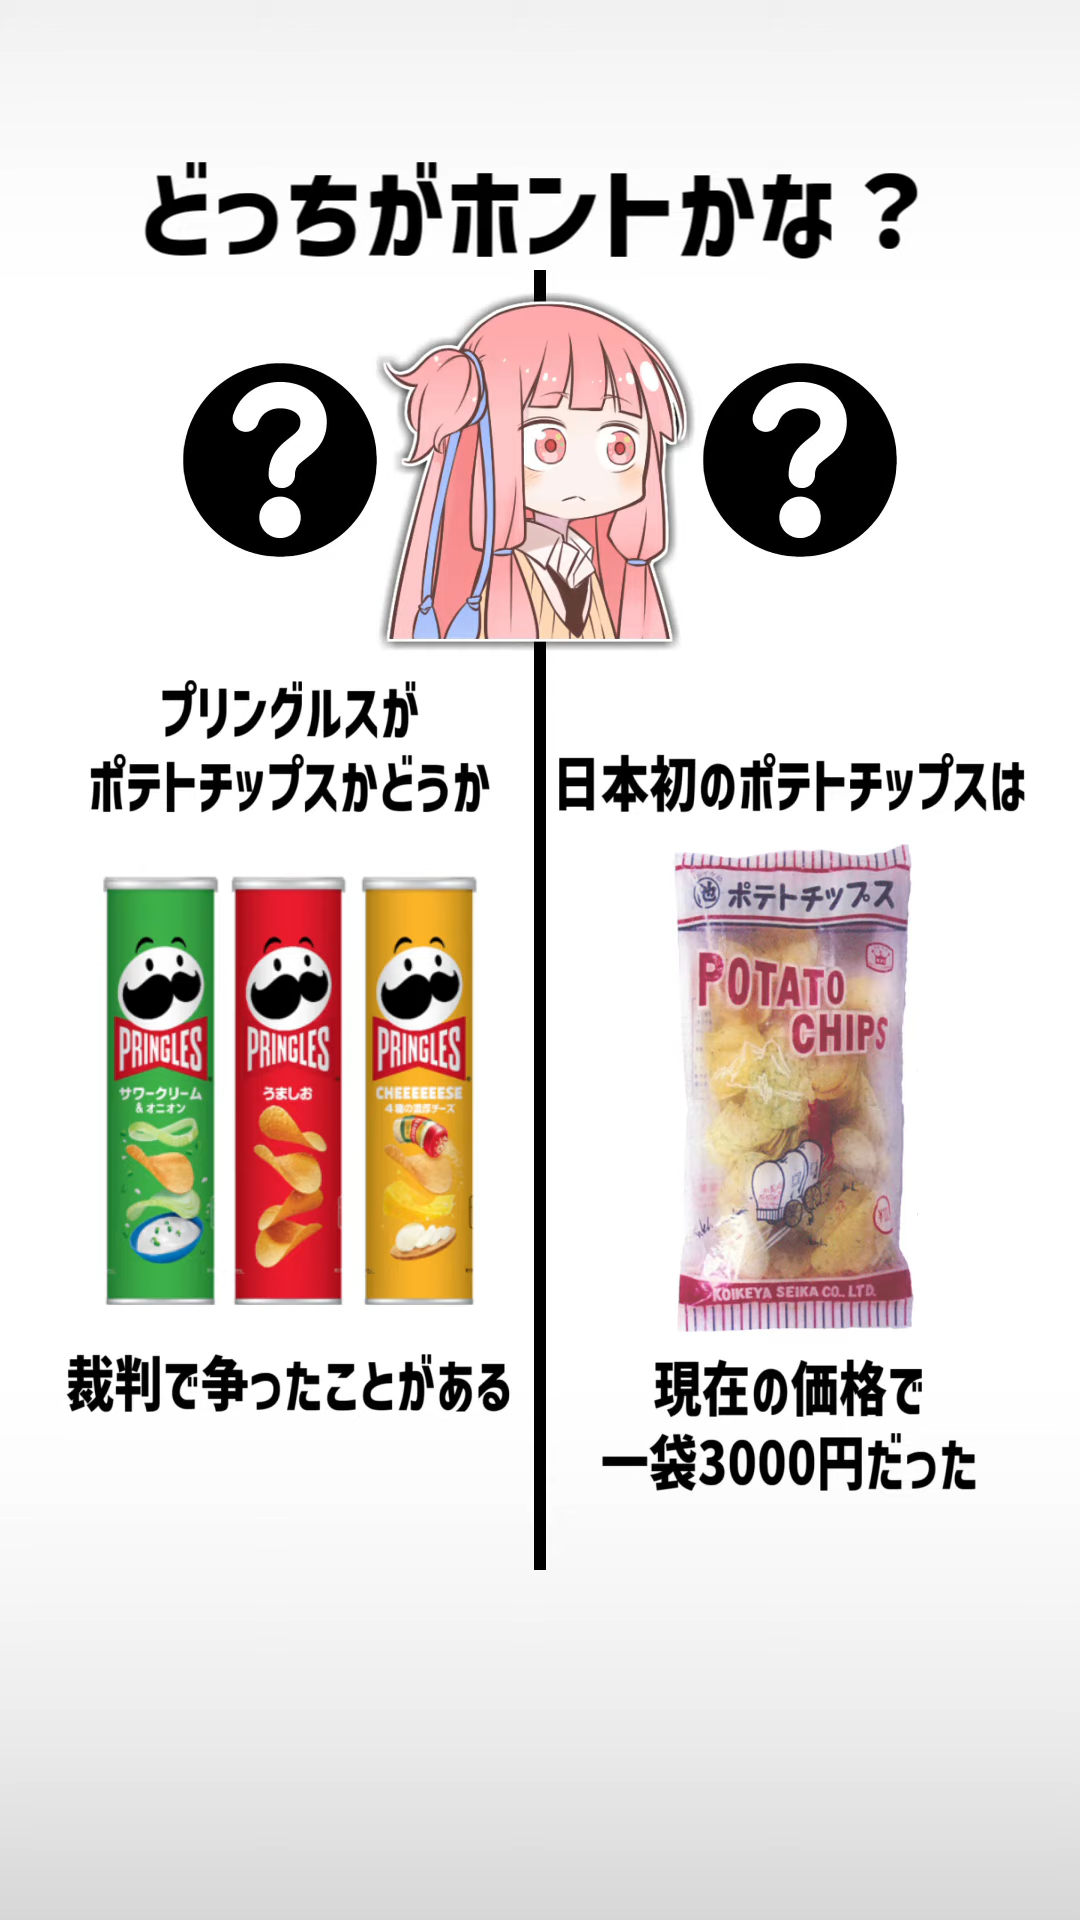 どっちがホントかな？
プリングルスが
ポテトチップスかどうか
PRINGLES
サワークリーム
&オニオン
PRINGLES
うましお
PRINGLES
CHEEEEEESE
4種の濃厚チーズ
裁判で争ったことがある
日本初のポテトチップスは
池 ポテトチップス
POTATO
CHIPS
KOIKEYA SEIKA CO., LTD.
現在の価格で
一袋3000円だった